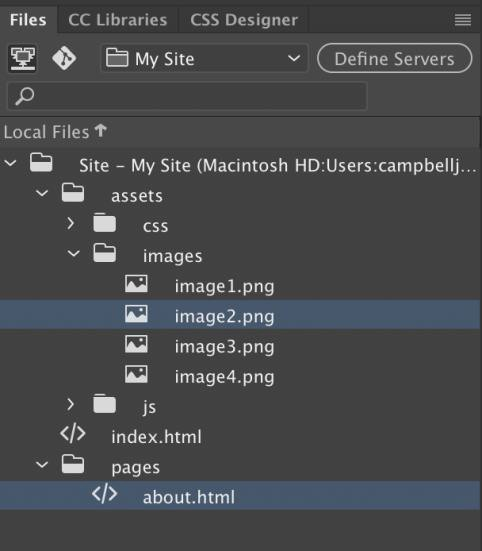 Files CC Libraries CSS Designer
My Site Define Servers
Local Files↑
Site – My Site (Macintosh HD:Users:campbellj...
assets
css
images
image1.png
image2.png
image3.png
image4.png
js
index.html
pages
about.html